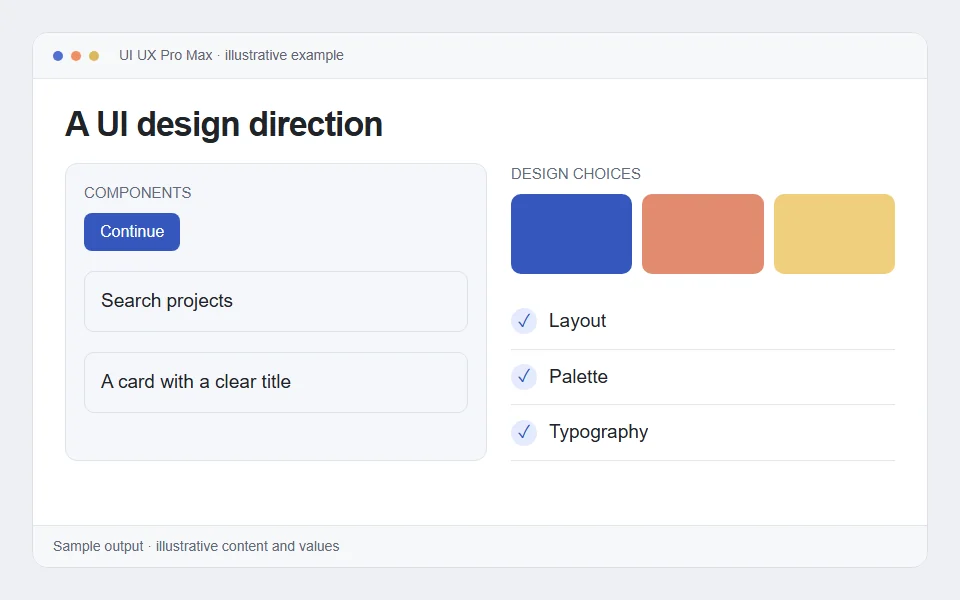 UI UX Pro Max · illustrative example
A UI design direction
COMPONENTS
Continue
Search projects
A card with a clear title
DESIGN CHOICES
Layout
Palette
Typography
Sample output · illustrative content and values